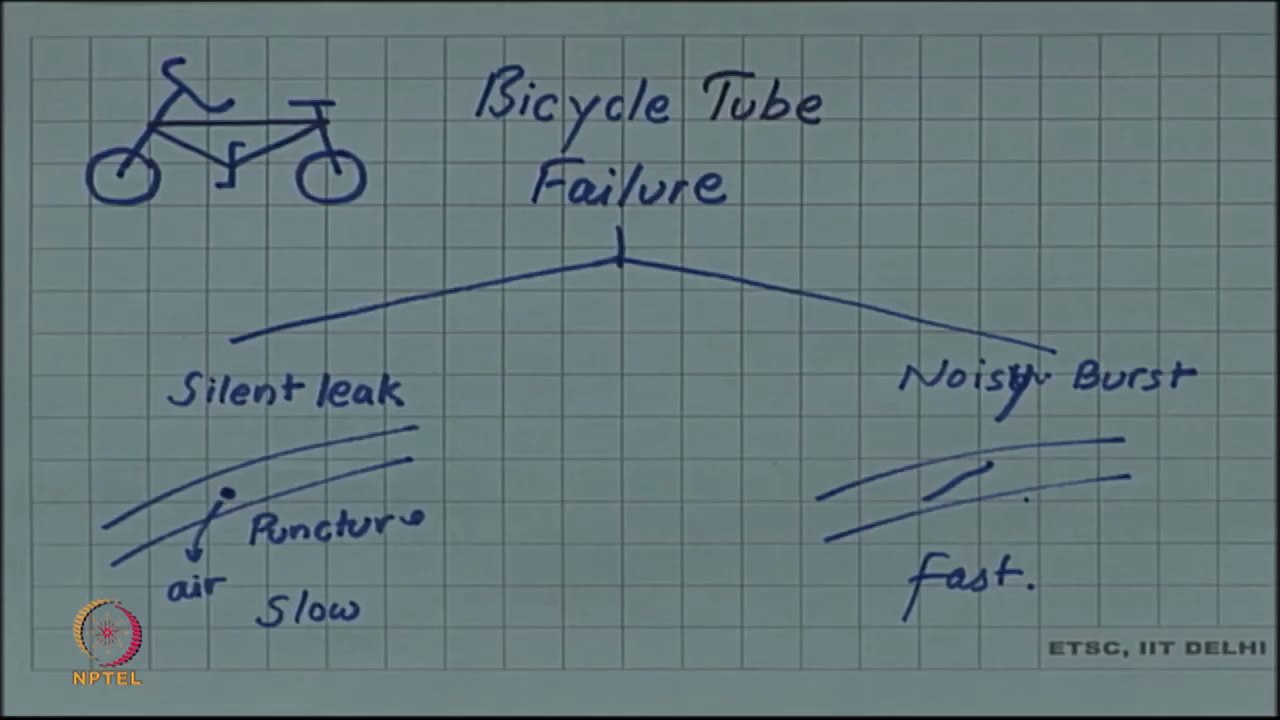 Bicycle Tube
Failure
Silent leak
Noisy Burst
Puncture
air
Slow
fast.
NPTEL
ETSC, IIT DELHI